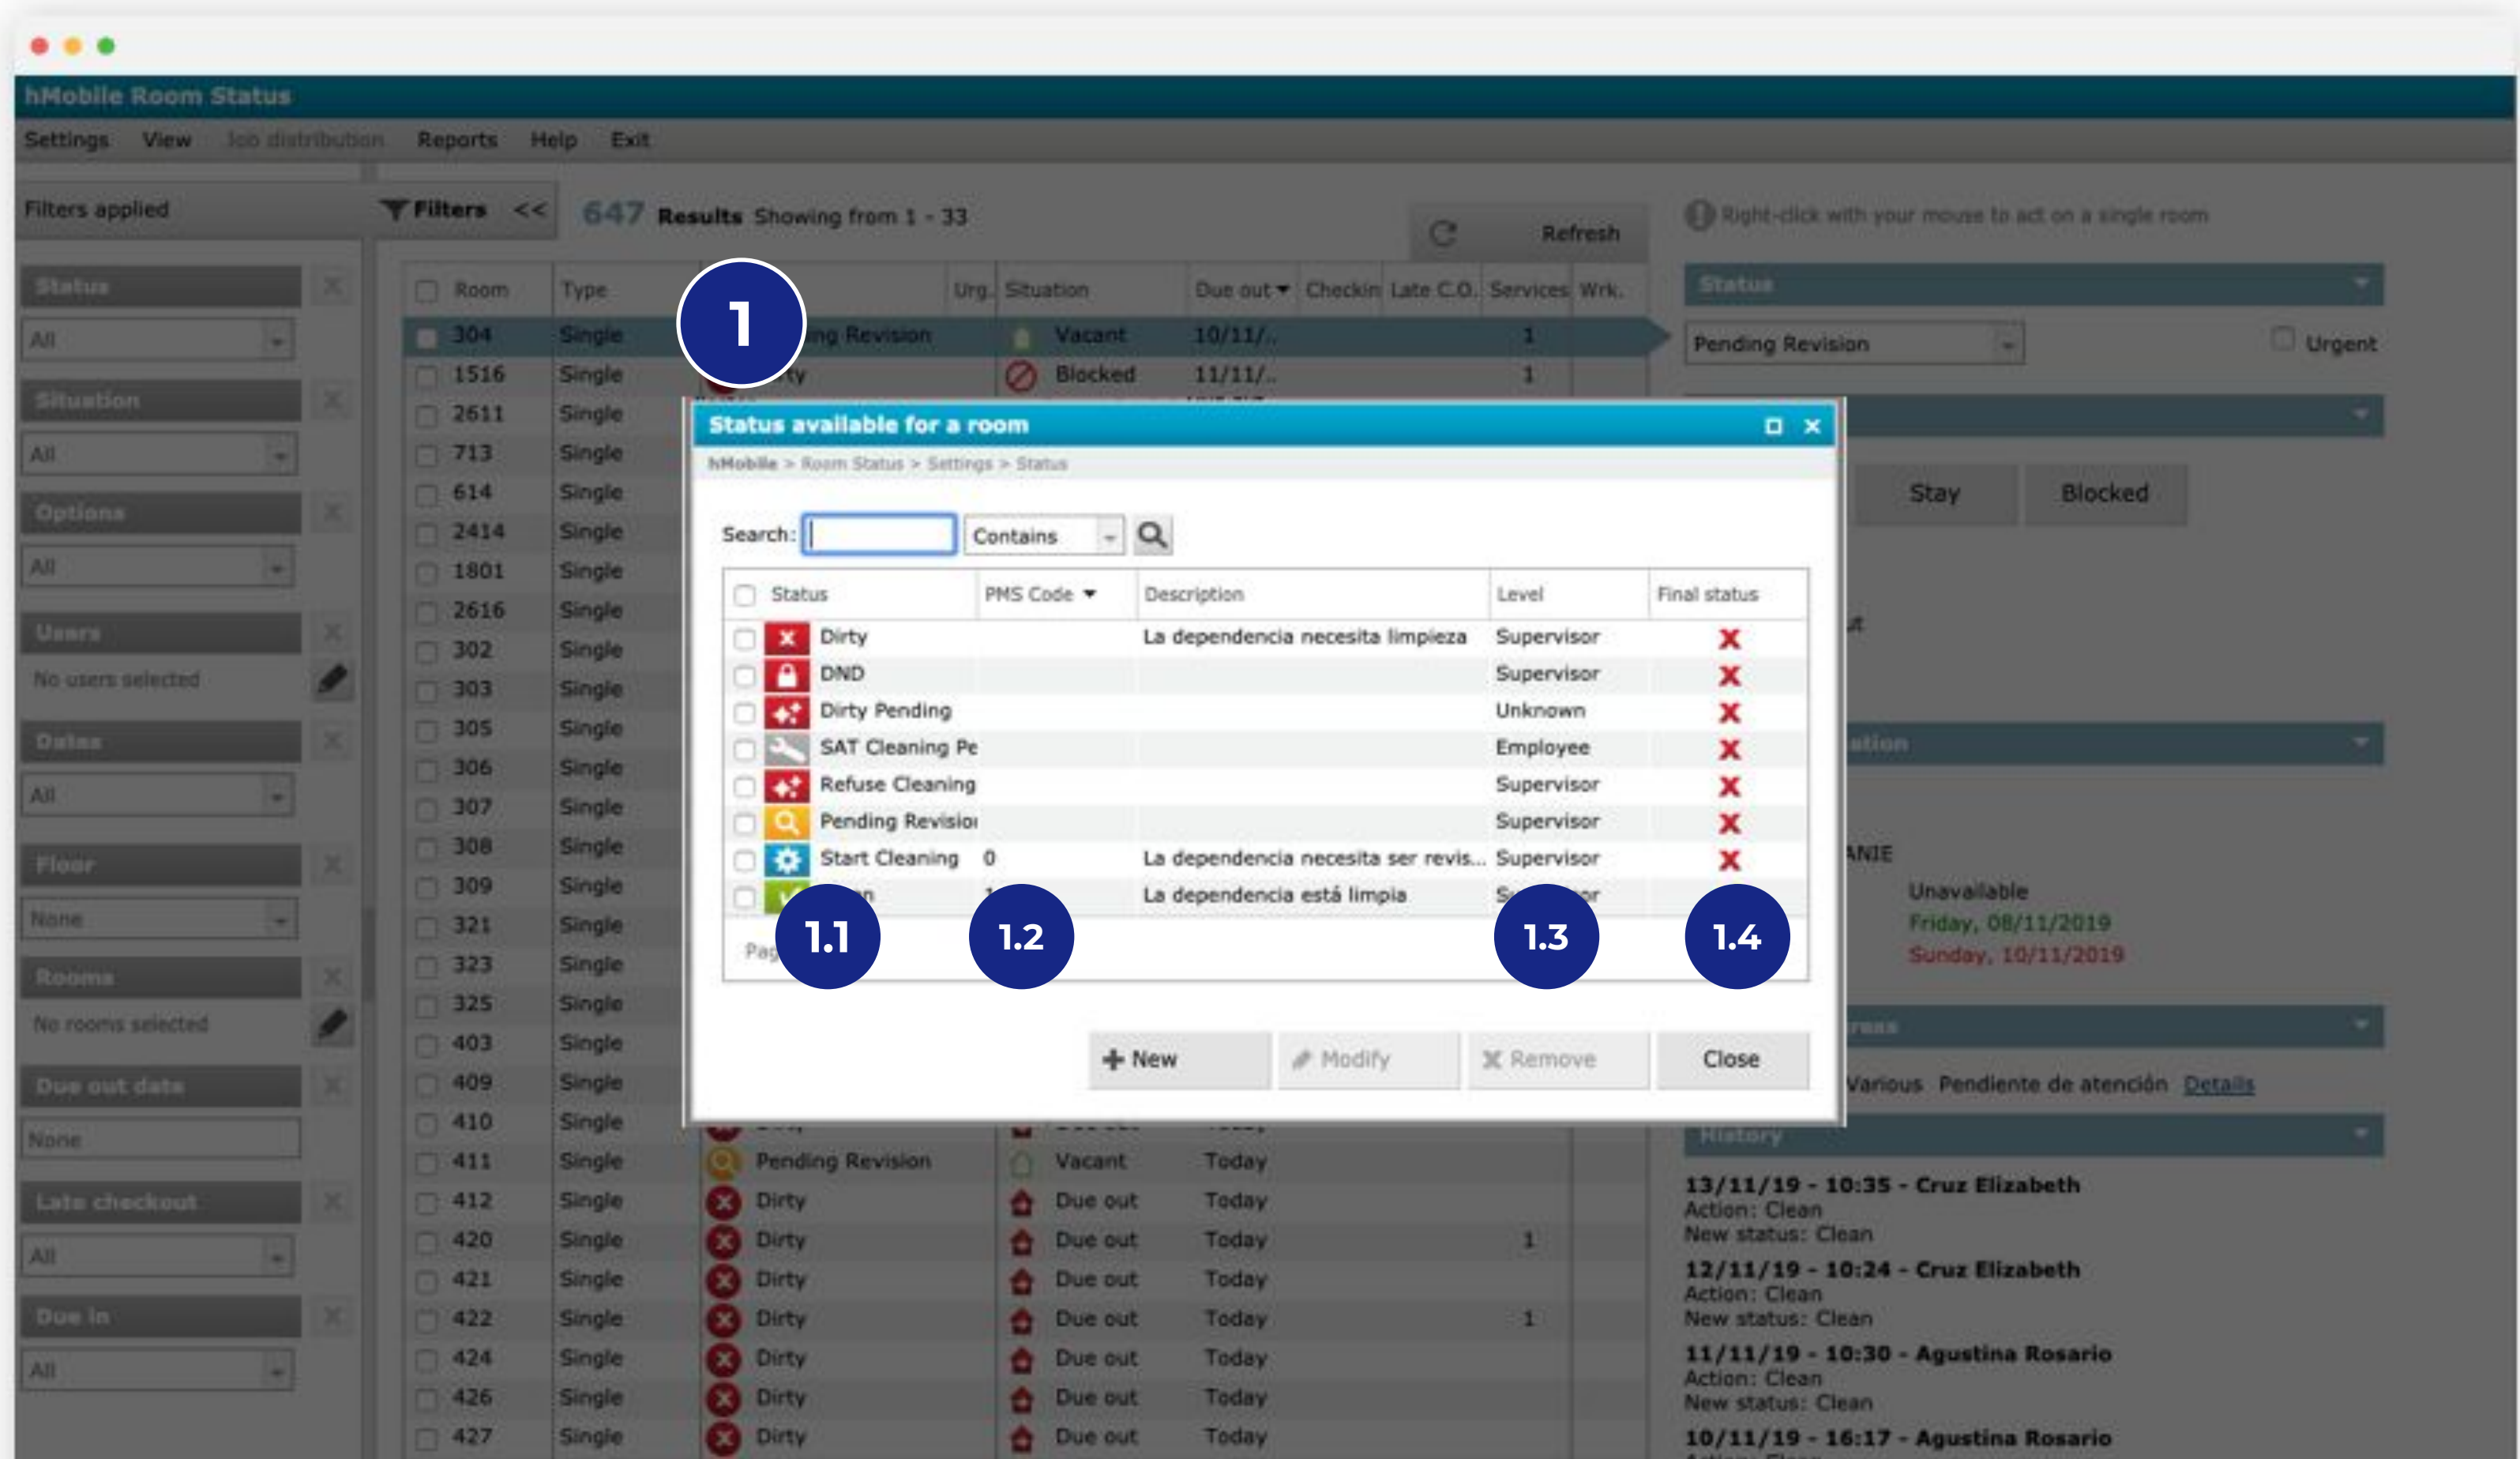 hMobile Room Status
Settings View Job distribution Reports Help Exit
Filters applied
Filters <<
647 Results Showing from 1 - 33
Refresh
Right-click with your mouse to act on a single room
Status
All
Situation
All
Options
All
Users
No users selected
Dates
All
Floor
None
Rooms
No rooms selected
Due out date
None
Late checkout
All
Due in
All
Room Type Urg. Situation Due out Checkin Late C.O. Services Wrk.
304 Single Revision Vacant 10/11/.. 1
1516 Single Blocked 11/11/.. 1
2611 Single
713 Single
614 Single
2414 Single
1801 Single
2616 Single
302 Single
303 Single
305 Single
306 Single
307 Single
308 Single
309 Single
321 Single
323 Single
325 Single
403 Single
409 Single
410 Single
411 Single Pending Revision Vacant Today
412 Single Dirty Due out Today
420 Single Dirty Due out Today 1
421 Single Dirty Due out Today
422 Single Dirty Due out Today 1
424 Single Dirty Due out Today
426 Single Dirty Due out Today
427 Single Dirty Due out Today
1
Status available for a room
hMobile > Room Status > Settings > Status
Search: Contains
Status PMS Code Description Level Final status
Dirty La dependencia necesita limpieza Supervisor
DND Supervisor
Dirty Pending Unknown
SAT Cleaning Pe Employee
Refuse Cleaning Supervisor
Pending Revisio Supervisor
Start Cleaning 0 La dependencia necesita ser revis... Supervisor
La dependencia está limpia
1.1 1.2 1.3 1.4
New Modify Remove Close
Status
Pending Revision Urgent
Stay Blocked
Unavailable
Friday, 08/11/2019
Sunday, 10/11/2019
Various Pendiente de atención Details
History
13/11/19 - 10:35 - Cruz Elizabeth
Action: Clean
New status: Clean
12/11/19 - 10:24 - Cruz Elizabeth
Action: Clean
New status: Clean
11/11/19 - 10:30 - Agustina Rosario
Action: Clean
New status: Clean
10/11/19 - 16:17 - Agustina Rosario